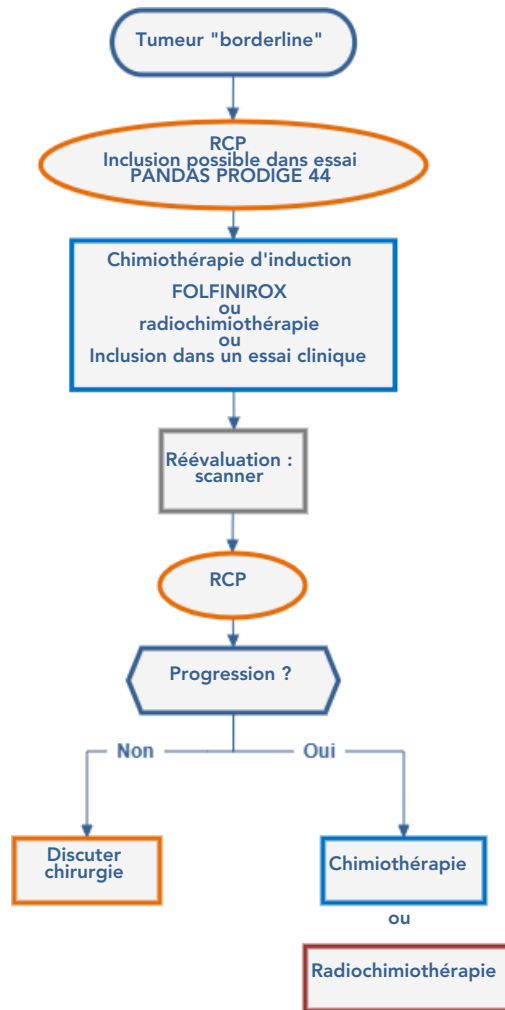 Tumeur "borderline"
RCP
Inclusion possible dans essai
PANDAS PRODIGE 44
Chimiothérapie d'induction
FOLFINIROX
ou
radiochimiothérapie
ou
Inclusion dans un essai clinique
Réévaluation :
scanner
RCP
Progression ?
Non
Oui
Discuter
chirurgie
Chimiothérapie
ou
Radiochimiothérapie